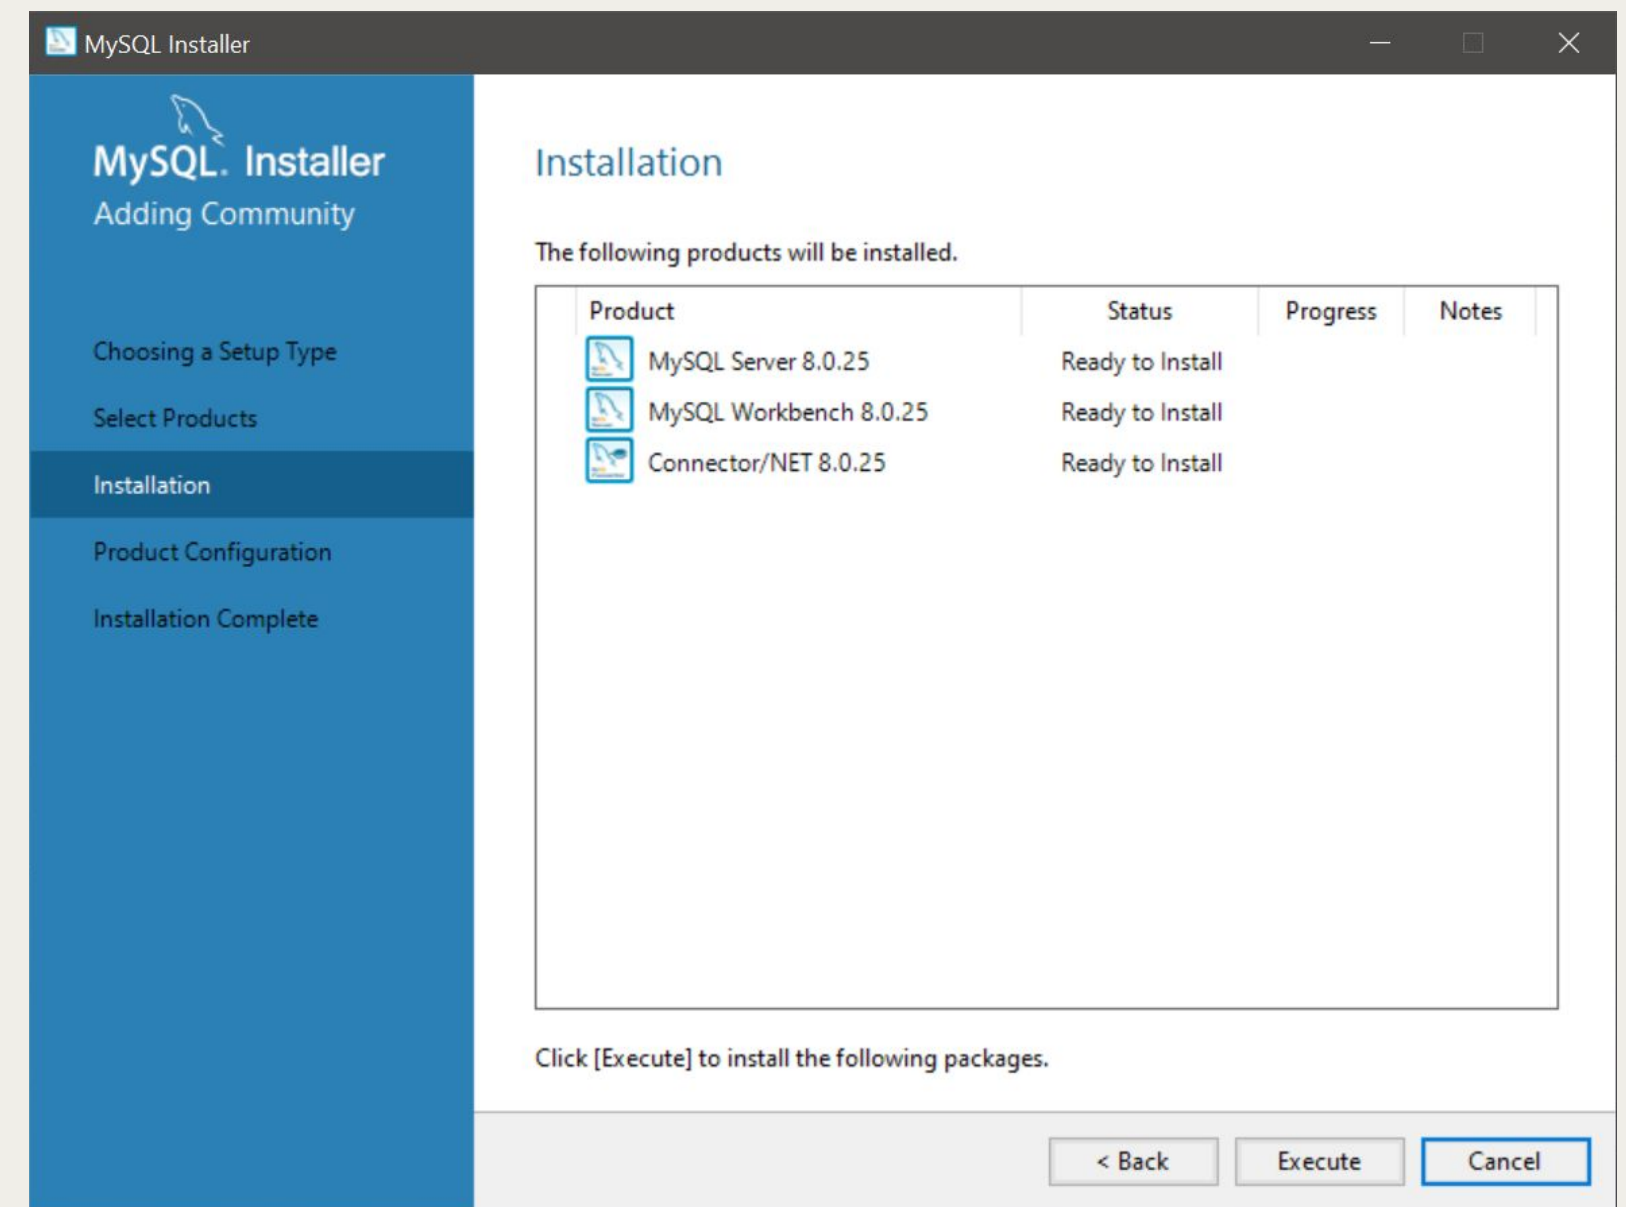 MySQL Installer
MySQL. Installer
Adding Community
Choosing a Setup Type
Select Products
Installation
Product Configuration
Installation Complete
Installation
The following products will be installed.
Product Status Progress Notes
MySQL Server 8.0.25 Ready to Install
MySQL Workbench 8.0.25 Ready to Install
Connector/NET 8.0.25 Ready to Install
Click [Execute] to install the following packages.
< Back Execute Cancel